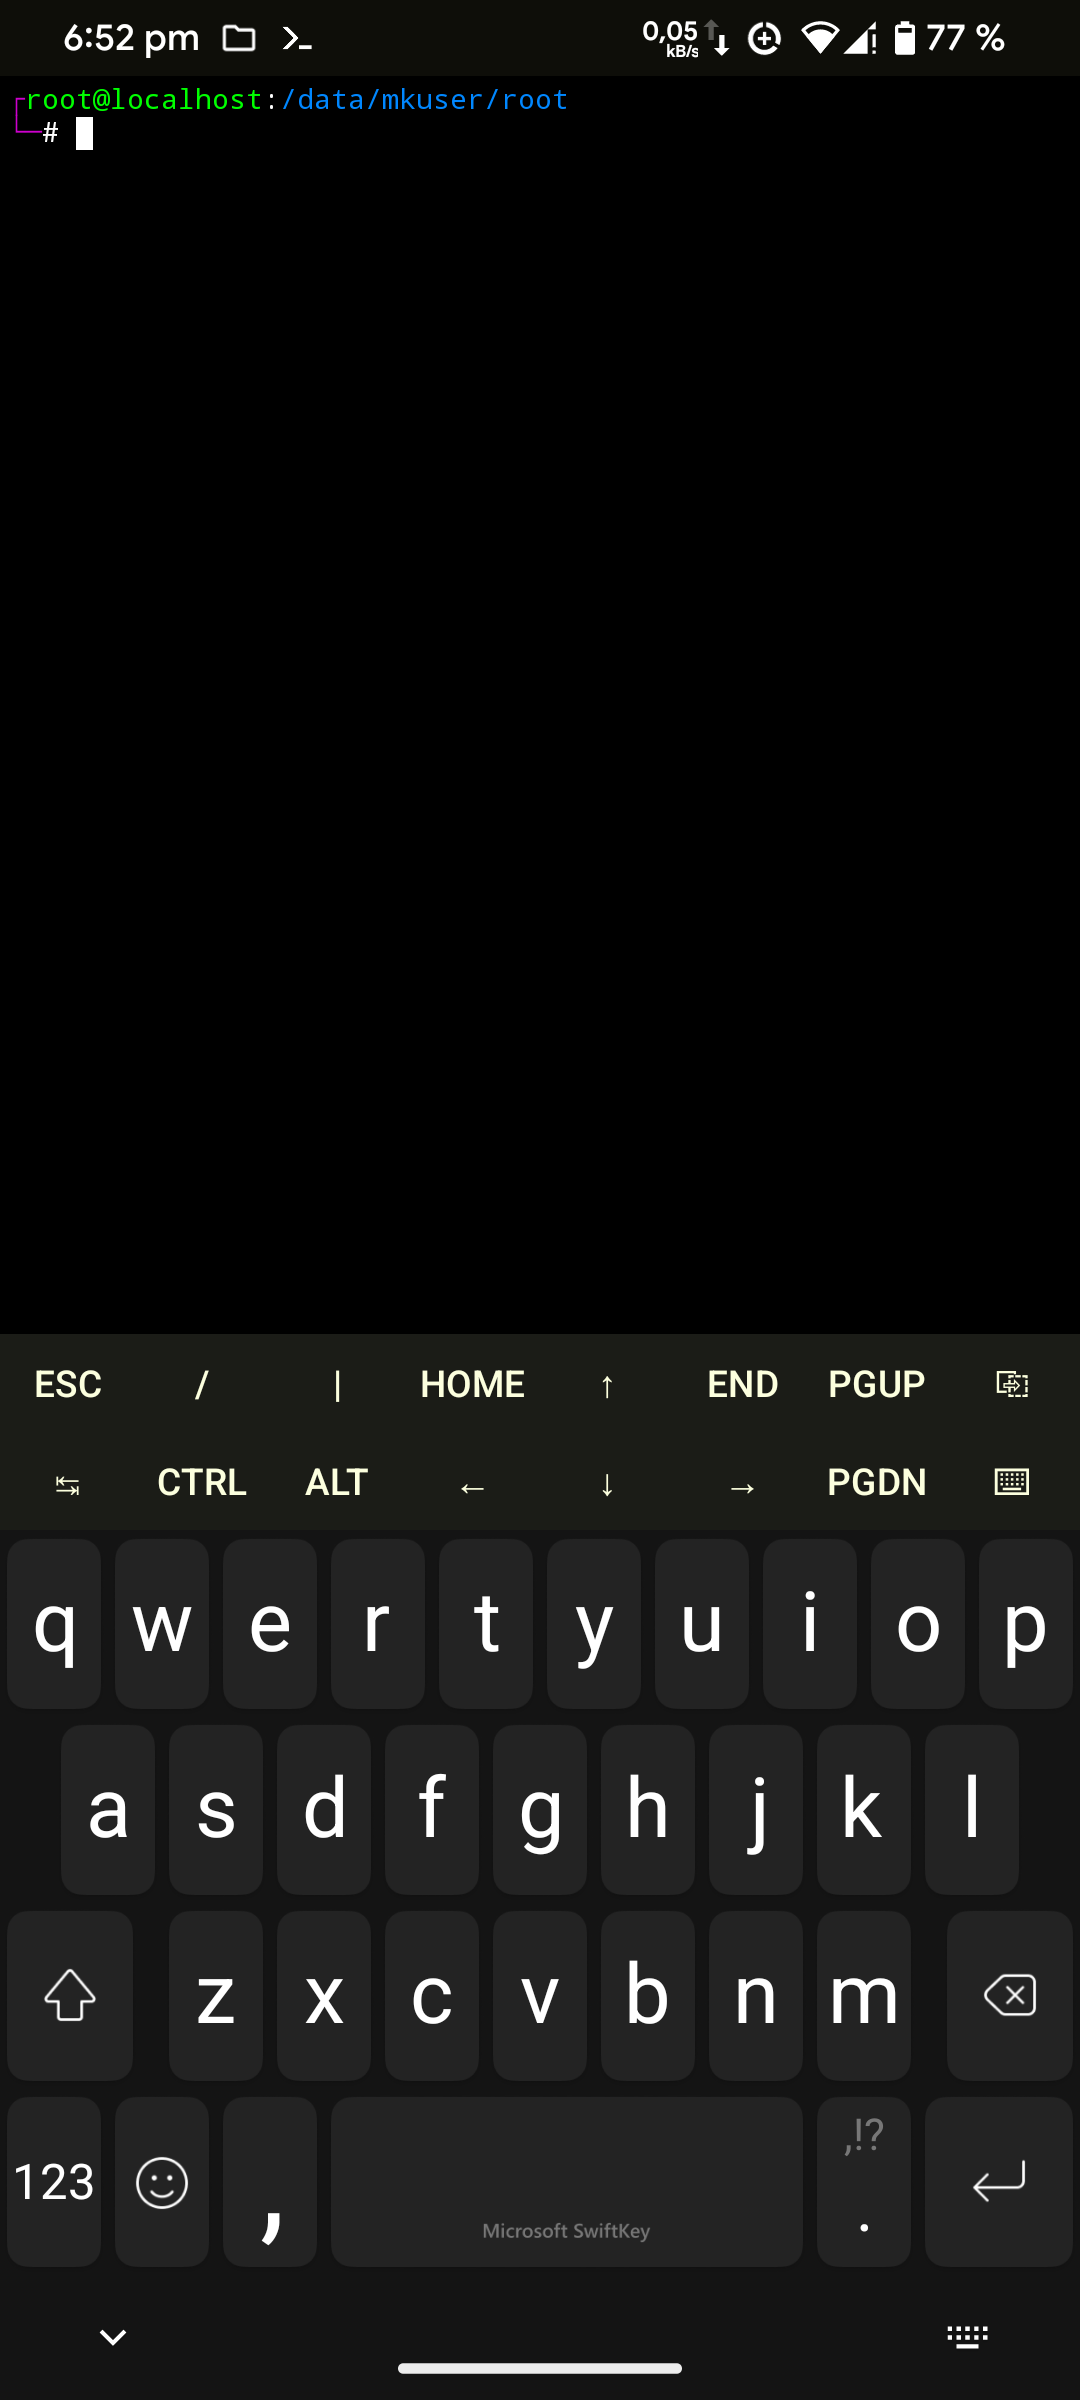 6:52 pm
0,05 kB/s
77 %
root@localhost:/data/mkuser/root
#
ESC / | HOME ↑ END PGUP
↹ CTRL ALT ← ↓ → PGDN
q w e r t y u i o p
a s d f g h j k l
z x c v b n m
,!?
123 , .
Microsoft SwiftKey